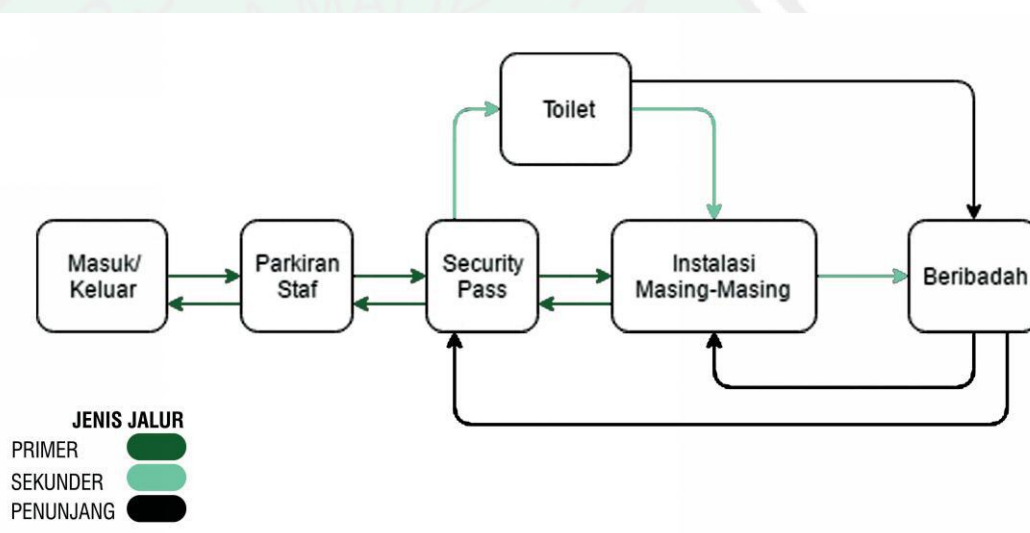 Toilet
Masuk/
Keluar
Parkiran
Staf
Security
Pass
Instalasi
Masing-Masing
Beribadah
JENIS JALUR
PRIMER
SEKUNDER
PENUNJANG